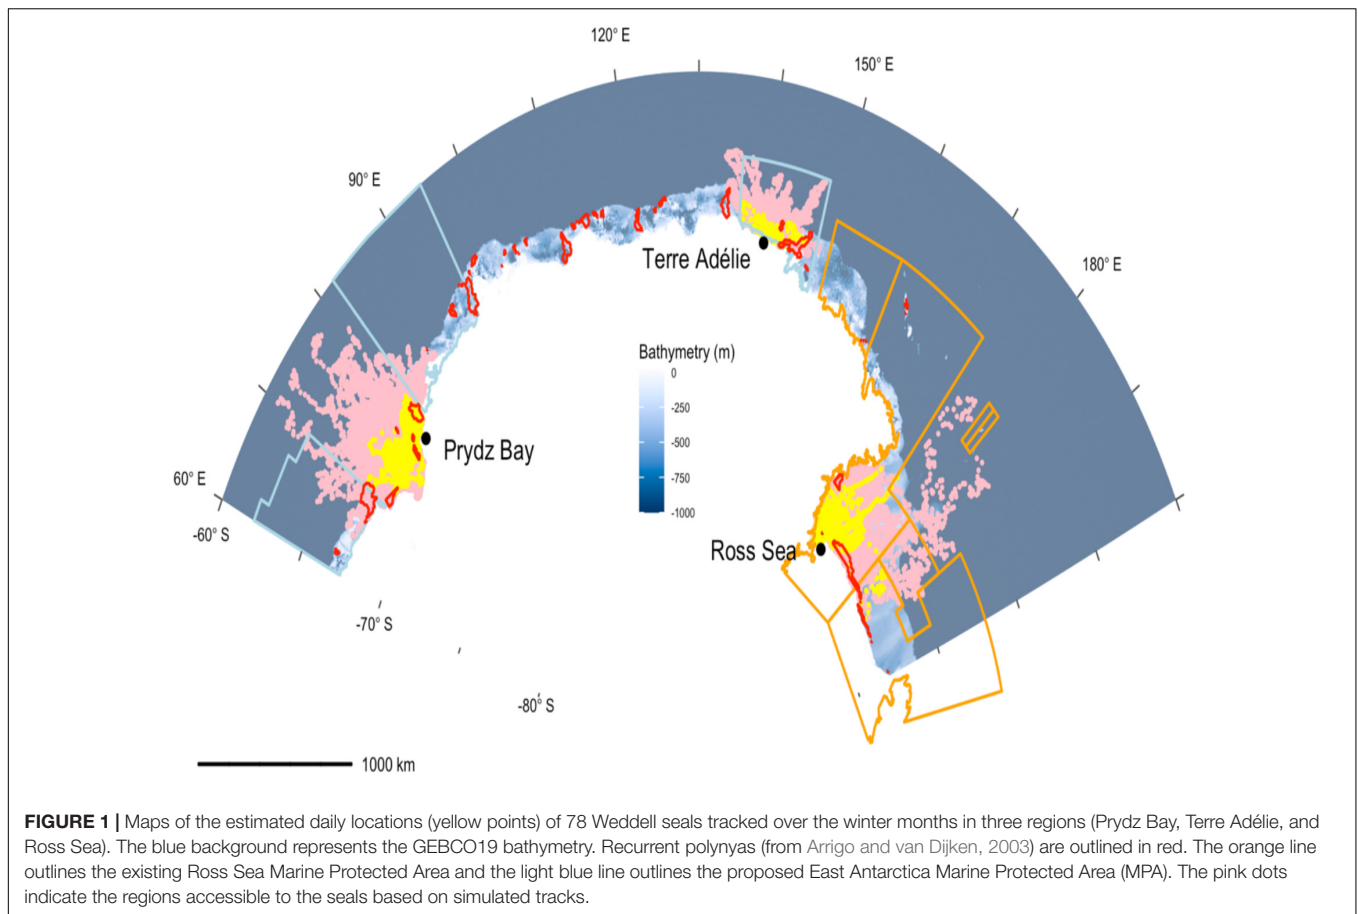 120° E
150° E
90° E
180° E
Terre Adélie
Bathymetry (m)
0
-250
-500
-750
-1000
Prydz Bay
60° E
-60° S
Ross Sea
-70° S
-80° S
1000 km
FIGURE 1 | Maps of the estimated daily locations (yellow points) of 78 Weddell seals tracked over the winter months in three regions (Prydz Bay, Terre Adélie, and
Ross Sea). The blue background represents the GEBCO19 bathymetry. Recurrent polynyas (from Arrigo and van Dijken, 2003) are outlined in red. The orange line
outlines the existing Ross Sea Marine Protected Area and the light blue line outlines the proposed East Antarctica Marine Protected Area (MPA). The pink dots
indicate the regions accessible to the seals based on simulated tracks.